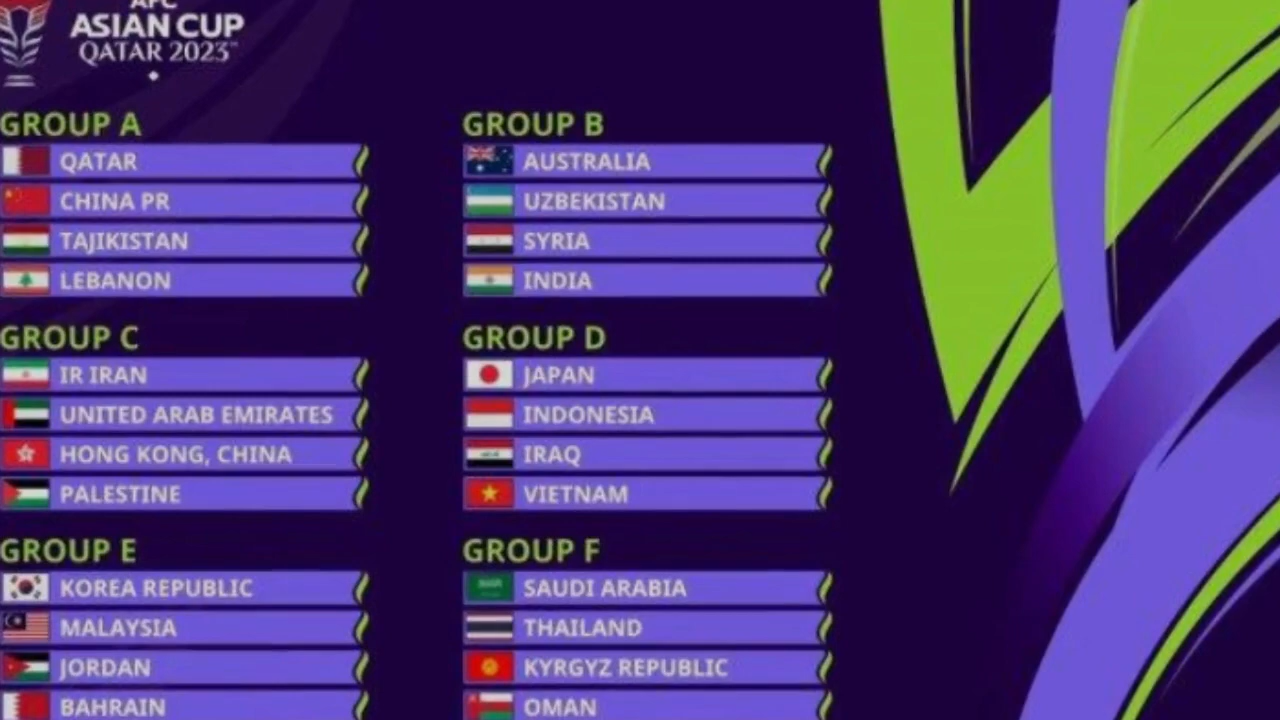 AFC
ASIAN CUP
QATAR 2023™
GROUP A
QATAR
CHINA PR
TAJIKISTAN
LEBANON
GROUP B
AUSTRALIA
UZBEKISTAN
SYRIA
INDIA
GROUP C
IR IRAN
UNITED ARAB EMIRATES
HONG KONG, CHINA
PALESTINE
GROUP D
JAPAN
INDONESIA
IRAQ
VIETNAM
GROUP E
KOREA REPUBLIC
MALAYSIA
JORDAN
BAHRAIN
GROUP F
SAUDI ARABIA
THAILAND
KYRGYZ REPUBLIC
OMAN